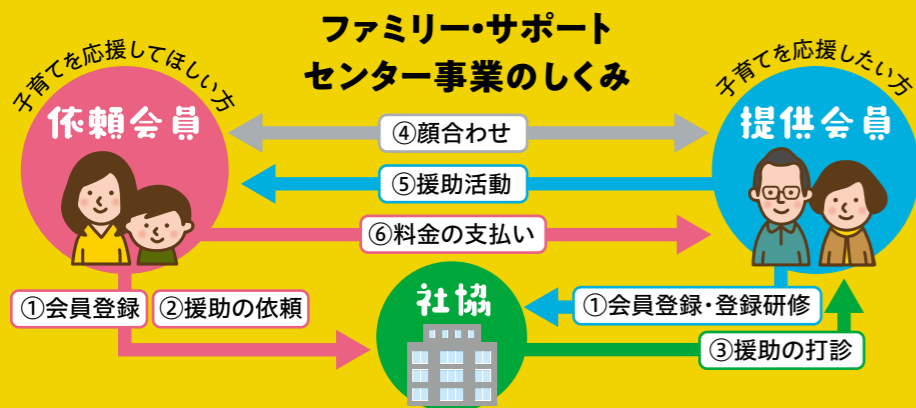 ファミリー・サポート
センター事業のしくみ
子育てを応援してほしい方
依頼会員
子育てを応援したい方
提供会員
④顔合わせ
⑤援助活動
⑥料金の支払い
①会員登録
②援助の依頼
社協
①会員登録・登録研修
③援助の打診